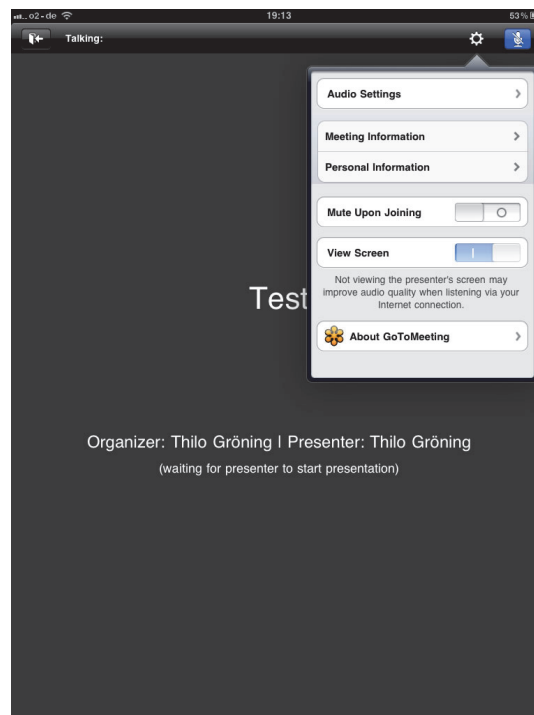 o2-de 19:13 53%
Talking:
Audio Settings
Meeting Information
Personal Information
Mute Upon Joining
View Screen
Not viewing the presenter's screen may
improve audio quality when listening via your
Internet connection.
Test
About GoToMeeting
Organizer: Thilo Gröning | Presenter: Thilo Gröning
(waiting for presenter to start presentation)